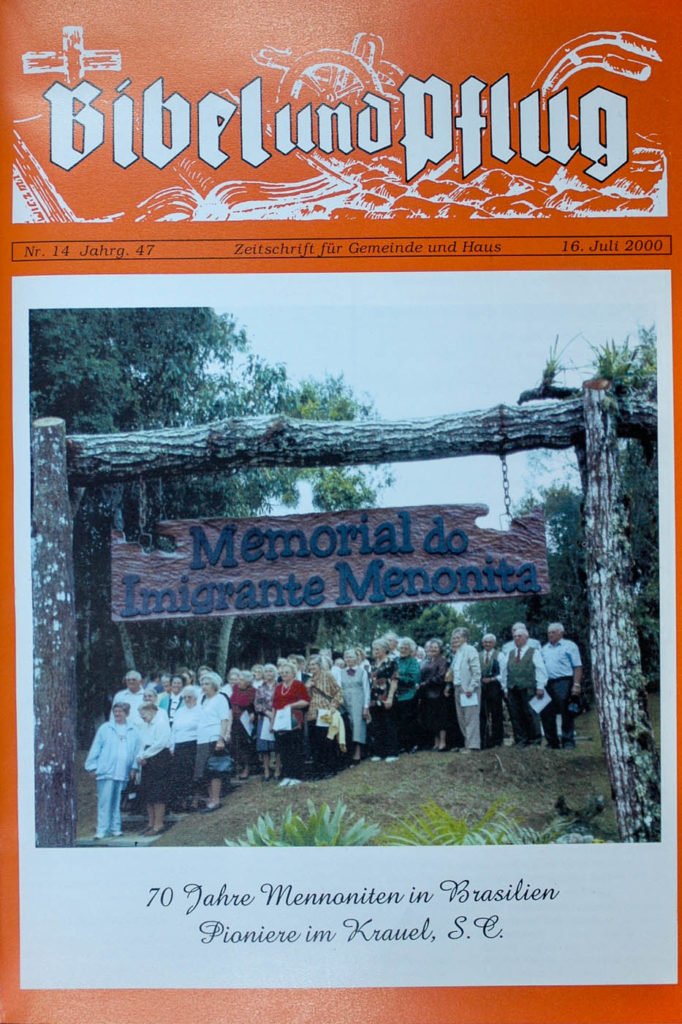 Bibel und Pflug
Nr. 14 Jahrg. 47 Zeitschrift für Gemeinde und Haus 16. Juli 2000
Memorial do
Imigrante Menonita
70 Jahre Mennoniten in Brasilien
Pioniere im Krauel, S.C.